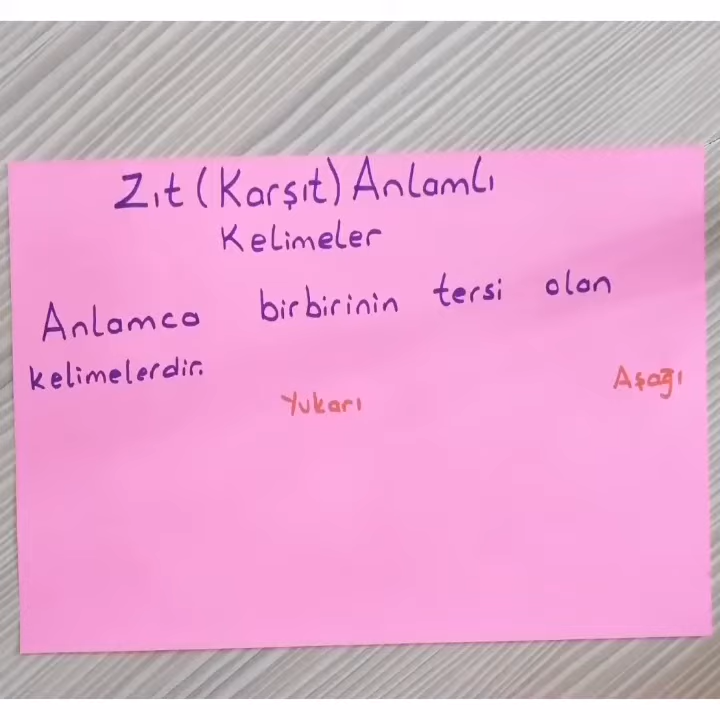 Zıt (Karşıt) Anlamlı
Kelimeler
Anlamca birbirinin tersi olan
kelimelerdir.
Yukarı Aşağı